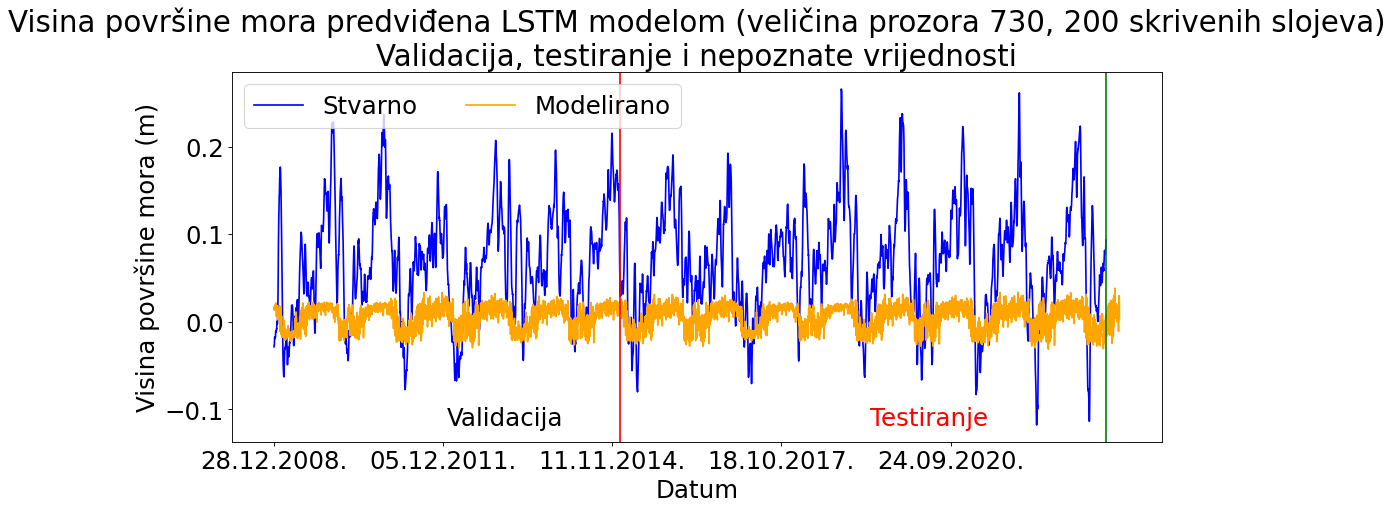 Visina površine mora predviđena LSTM modelom (veličina prozora 730, 200 skrivenih slojeva)
Validacija, testiranje i nepoznate vrijednosti
Stvarno Modelirano
Visina površine mora (m)
0.2
0.1
0.0
−0.1
Validacija Testiranje
28.12.2008. 05.12.2011. 11.11.2014. 18.10.2017. 24.09.2020.
Datum